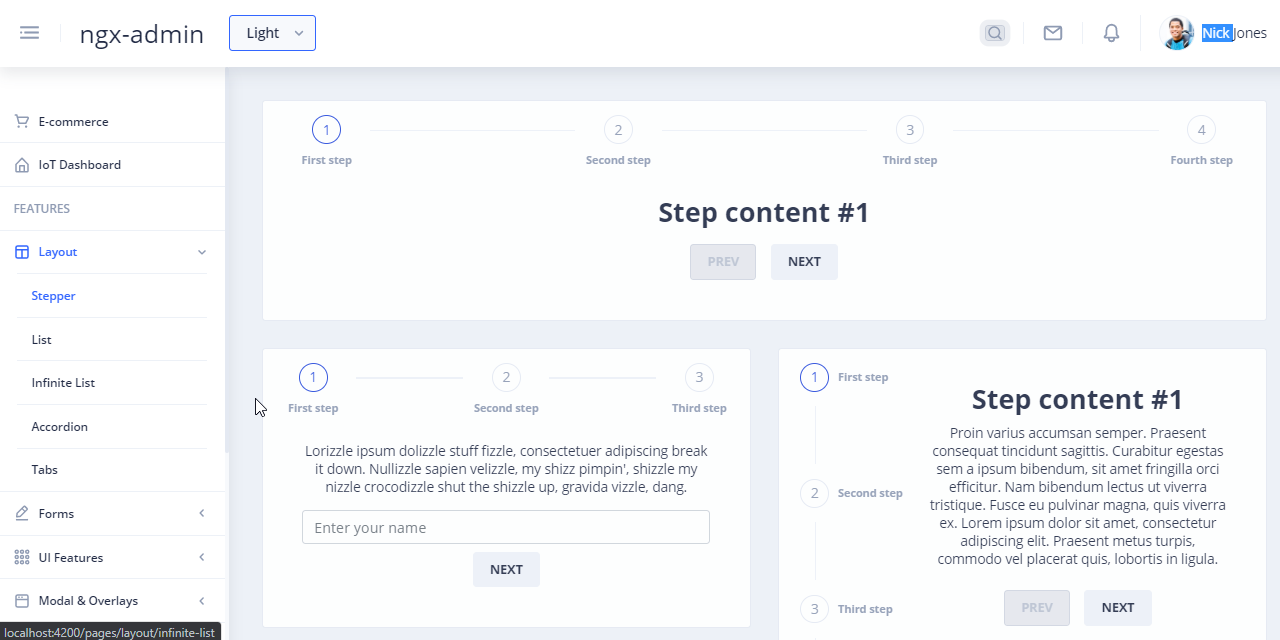 ngx-admin
Light
Nick Jones
E-commerce
IoT Dashboard
FEATURES
Layout
Stepper
List
Infinite List
Accordion
Tabs
Forms
UI Features
Modal & Overlays
localhost:4200/pages/layout/infinite-list
1
2
3
4
First step
Second step
Third step
Fourth step
Step content #1
PREV
NEXT
1
2
3
First step
Second step
Third step
Lorizzle ipsum dolizzle stuff fizzle, consectetuer adipiscing break
it down. Nullizzle sapien velizzle, my shizz pimpin', shizzle my
nizzle crocodizzle shut the shizzle up, gravida vizzle, dang.
Enter your name
NEXT
1 First step
2 Second step
3 Third step
Step content #1
Proin varius accumsan semper. Praesent
consequat tincidunt sagittis. Curabitur egestas
sem a ipsum bibendum, sit amet fringilla orci
efficitur. Nam bibendum lectus ut viverra
tristique. Fusce eu pulvinar magna, quis viverra
ex. Lorem ipsum dolor sit amet, consectetur
adipiscing elit. Praesent metus turpis,
commodo vel placerat quis, lobortis in ligula.
PREV
NEXT